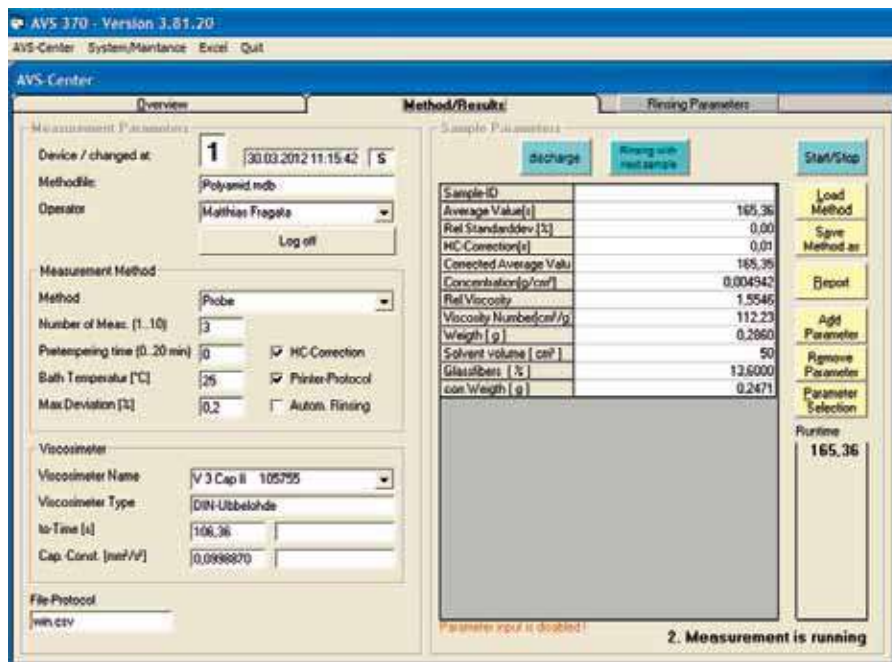 AVS 370 - Version 3.81.20
AVS-Center System/Maintance Excel Quit
AVS-Center
Overview Method/Results Rinsing Parameters
Measurement Parameters
Device / changed at: 1 30.03.2012 11:15:42 S
Methodfile: Polyamid.mdb
Operator Matthias Fragata
Log off
Measurement Method
Method Probe
Number of Meas. (1..10) 3
Pretempering time (0..20 min) 0 HC-Correction
Bath Temperatur [°C] 25 Printer-Protocol
Max.Deviation [%] 0,2 Autom. Rinsing
Viscosimeter
Viscosimeter Name V 3 Cap II 105755
Viscosimeter Type DIN-Ubbelohde
to-Time [s] 106,36
Cap.-Const. [mm²/s²] 0,0998870
File-Protocol
win.csv
Sample Parameters
discharge
Rinsing with
next sample
Start/Stop
Sample-ID
Average Value[s] 165,36
Rel.Standarddev.[%] 0,00
HC-Correction[s] 0,01
Corrected Average Valu 165,35
Concentration[g/cm³] 0,004942
Rel.Viscosity 1,5546
Viscosity Number[cm³/g 112.23
Weigth [ g ] 0,2860
Solvent volume [ cm³ ] 50
Glassfibers [ % ] 13,6000
corr.Weigth [ g ] 0,2471
Load
Method
Save
Method as
Report
Add
Parameter
Remove
Parameter
Parameter
Selection
Runtime
165,36
Parameter input is disabled!
2. Measurement is running